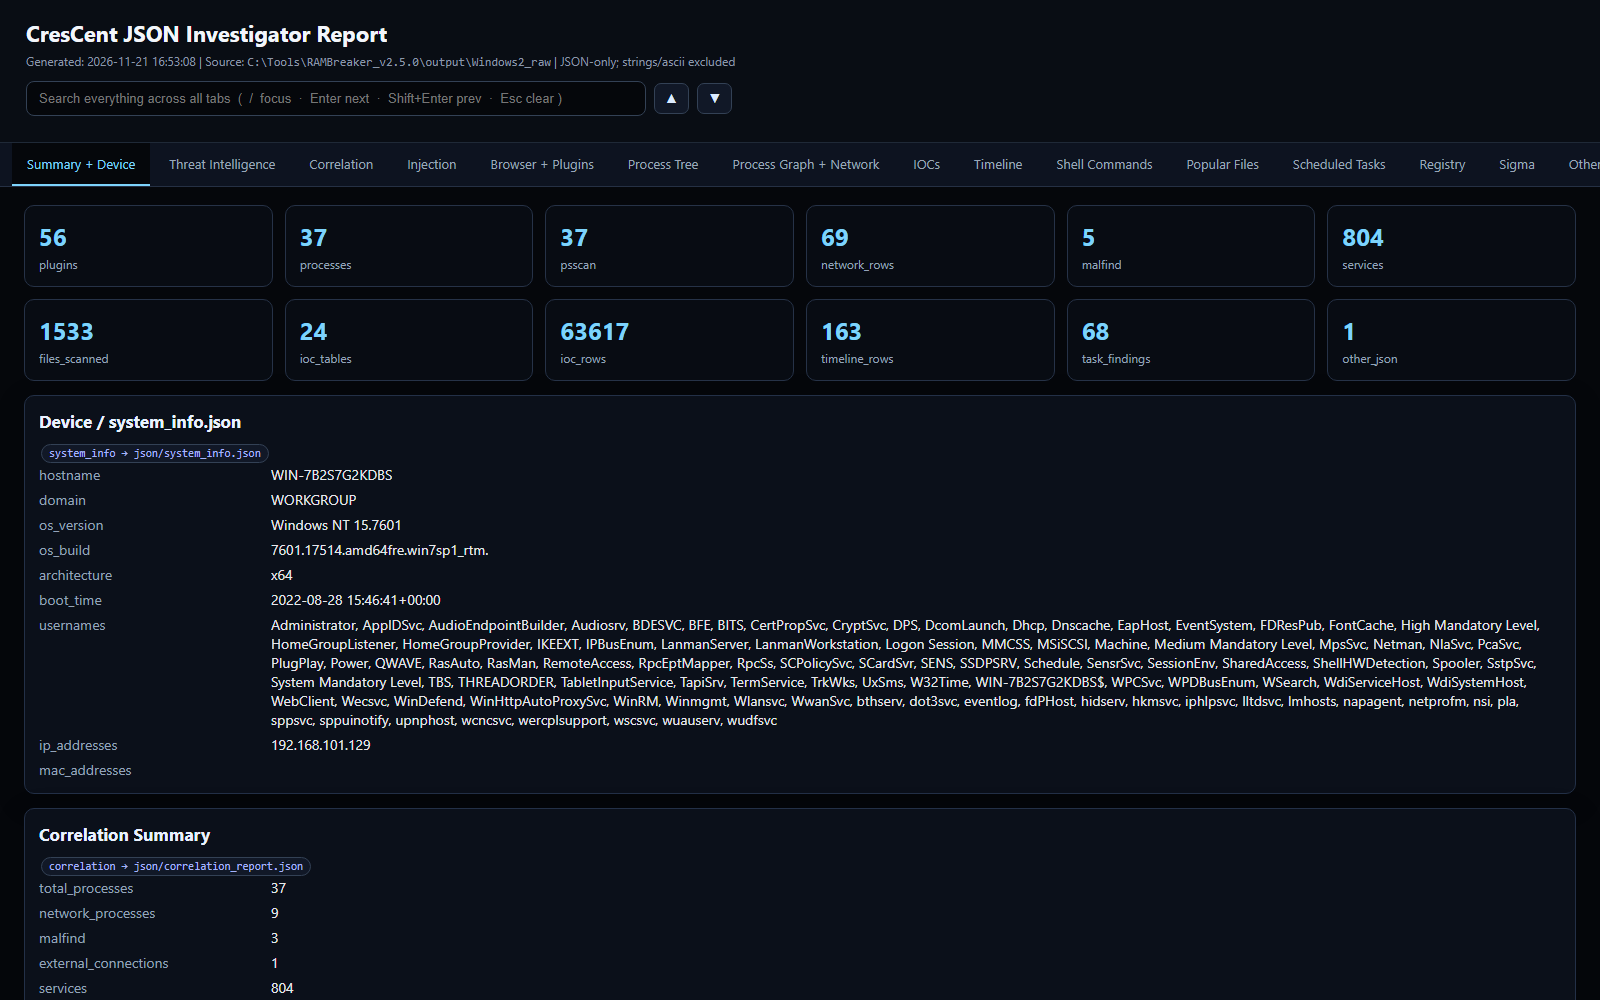 CresCent JSON Investigator Report
Generated: 2026-11-21 16:53:08 | Source: C:\Tools\RAMBreaker_v2.5.0\output\Windows2_raw | JSON-only; strings/ascii excluded
Search everything across all tabs ( / focus · Enter next · Shift+Enter prev · Esc clear ) ▲ ▼
Summary + Device Threat Intelligence Correlation Injection Browser + Plugins Process Tree Process Graph + Network IOCs Timeline Shell Commands Popular Files Scheduled Tasks Registry Sigma Other
56 37 37 69 5 804
plugins processes psscan network_rows malfind services
1533 24 63617 163 68 1
files_scanned ioc_tables ioc_rows timeline_rows task_findings other_json
Device / system_info.json
system_info → json/system_info.json
hostname WIN-7B2S7G2KDBS
domain WORKGROUP
os_version Windows NT 15.7601
os_build 7601.17514.amd64fre.win7sp1_rtm.
architecture x64
boot_time 2022-08-28 15:46:41+00:00
usernames Administrator, AppIDSvc, AudioEndpointBuilder, Audiosrv, BDESVC, BFE, BITS, CertPropSvc, CryptSvc, DPS, DcomLaunch, Dhcp, Dnscache, EapHost, EventSystem, FDResPub, FontCache, High Mandatory Level,
HomeGroupListener, HomeGroupProvider, IKEEXT, IPBusEnum, LanmanServer, LanmanWorkstation, Logon Session, MMCSS, MSiSCSI, Machine, Medium Mandatory Level, MpsSvc, Netman, NlaSvc, PcaSvc,
PlugPlay, Power, QWAVE, RasAuto, RasMan, RemoteAccess, RpcEptMapper, RpcSs, SCPolicySvc, SCardSvr, SENS, SSDPSRV, Schedule, SensrSvc, SessionEnv, SharedAccess, ShellHWDetection, Spooler, SstpSvc,
System Mandatory Level, TBS, THREADORDER, TabletInputService, TapiSrv, TermService, TrkWks, UxSms, W32Time, WIN-7B2S7G2KDBS$, WPCSvc, WPDBusEnum, WSearch, WdiServiceHost, WdiSystemHost,
WebClient, Wecsvc, WinDefend, WinHttpAutoProxySvc, WinRM, Winmgmt, Wlansvc, WwanSvc, bthserv, dot3svc, eventlog, fdPHost, hidserv, hkmsvc, iphlpsvc, lltdsvc, lmhosts, napagent, netprofm, nsi, pla,
sppsvc, sppuinotify, upnphost, wcncsvc, wercplsupport, wscsvc, wuauserv, wudfsvc
ip_addresses 192.168.101.129
mac_addresses
Correlation Summary
correlation → json/correlation_report.json
total_processes 37
network_processes 9
malfind 3
external_connections 1
services 804